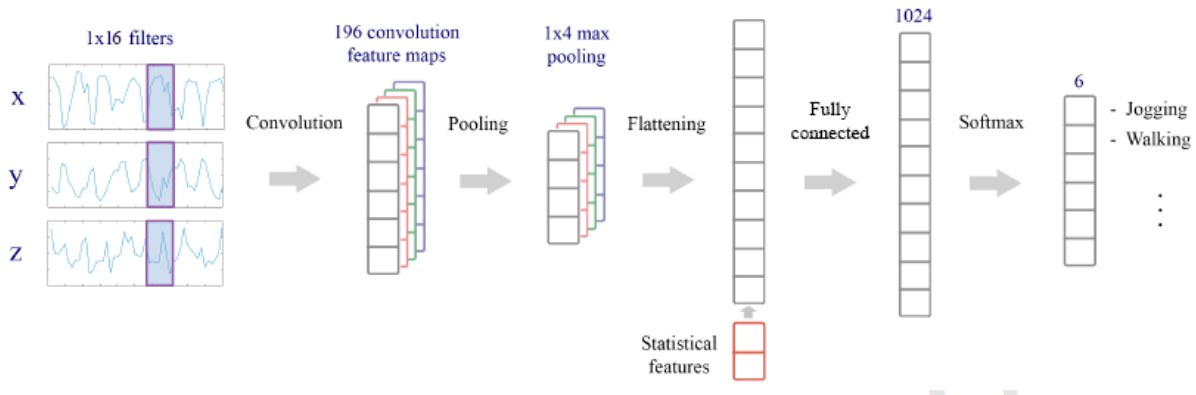 1x16 filters
x
y
z
Convolution
196 convolution
feature maps
Pooling
1x4 max
pooling
Flattening
Statistical
features
Fully
connected
1024
Softmax
6
- Jogging
- Walking